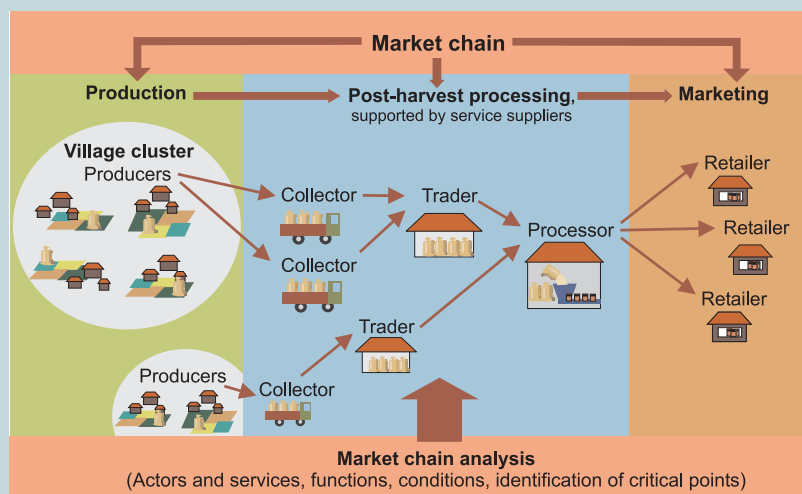 Market chain
Production
Post-harvest processing,
supported by service suppliers
Marketing
Village cluster
Producers
Collector
Trader
Collector
Processor
Retailer
Retailer
Retailer
Trader
Producers
Collector
Market chain analysis
(Actors and services, functions, conditions, identification of critical points)